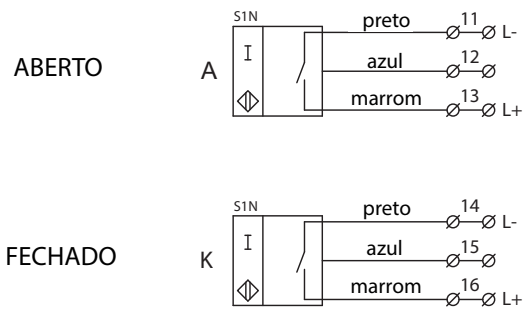 S1N
preto 11 L-
ABERTO A I azul 12
marrom 13 L+
S1N
preto 14 L-
FECHADO K I azul 15
marrom 16 L+